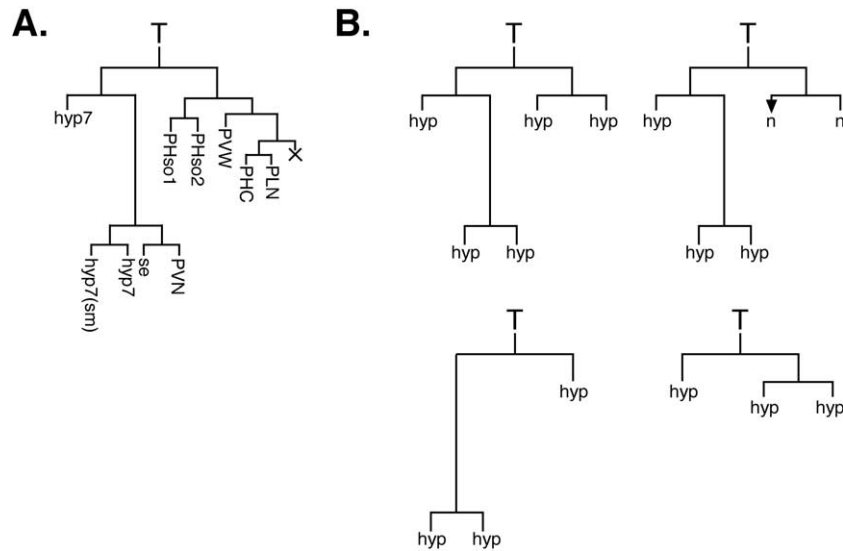 A.
B.
T
hyp7
PHso1
PHso2
PVW
PHC
PLN
X
hyp7(sm)
hyp7
se
PVN
T
hyp
hyp
hyp
hyp
hyp
T
hyp
n
n
hyp
hyp
T
hyp
hyp
hyp
T
hyp
hyp
hyp